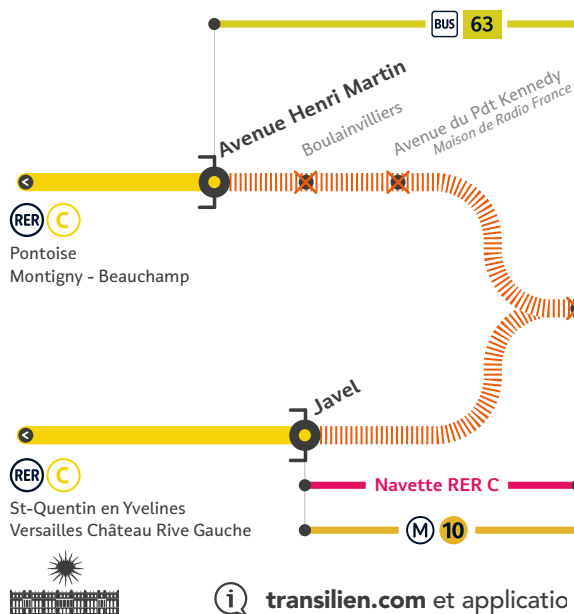 BUS 63
Avenue Henri Martin
Boulainvilliers
Avenue du Pdt Kennedy
Maison de Radio France
RER C
Pontoise
Montigny - Beauchamp
Javel
RER C
St-Quentin en Yvelines
Versailles Château Rive Gauche
Navette RER C
M 10
i transilien.com et applicatio